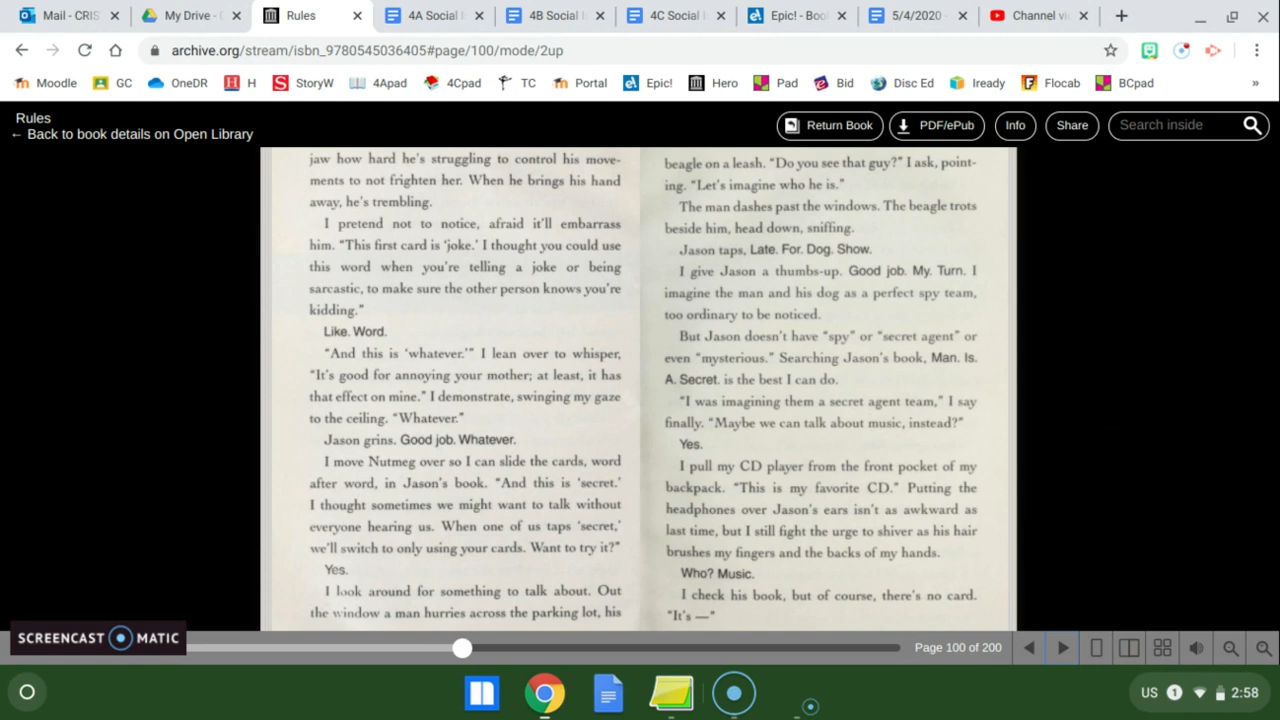 Mail - CRIS
My Drive - G
Rules
4A Social I
4B Social I
4C Social I
Epic! - Boo
5/4/2020 -
Channel vi
archive.org/stream/isbn_9780545036405#page/100/mode/2up
Moodle
GC
OneDR
H
StoryW
4Apad
4Cpad
TC
Portal
Epic!
Hero
Pad
Bid
Disc Ed
Iready
Flocab
BCpad
»
Rules
← Back to book details on Open Library
Return Book
PDF/ePub
Info
Share
Search inside
jaw how hard he's struggling to control his move-
ments to not frighten her. When he brings his hand
away, he's trembling.
I pretend not to notice, afraid it'll embarrass
him. "This first card is 'joke.' I thought you could use
this word when you're telling a joke or being
sarcastic, to make sure the other person knows you're
kidding."
Like. Word.
"And this is 'whatever.'" I lean over to whisper,
"It's good for annoying your mother; at least, it has
that effect on mine." I demonstrate, swinging my gaze
to the ceiling. "Whatever."
Jason grins. Good job. Whatever.
I move Nutmeg over so I can slide the cards, word
after word, in Jason's book. "And this is 'secret.'
I thought sometimes we might want to talk without
everyone hearing us. When one of us taps 'secret,'
we'll switch to only using your cards. Want to try it?"
Yes.
I look around for something to talk about. Out
the window a man hurries across the parking lot, his
beagle on a leash. "Do you see that guy?" I ask, point-
ing. "Let's imagine who he is."
The man dashes past the windows. The beagle trots
beside him, head down, sniffing.
Jason taps, Late. For. Dog. Show.
I give Jason a thumbs-up. Good job. My. Turn. I
imagine the man and his dog as a perfect spy team,
too ordinary to be noticed.
But Jason doesn't have "spy" or "secret agent" or
even "mysterious." Searching Jason's book, Man. Is.
A. Secret. is the best I can do.
"I was imagining them a secret agent team," I say
finally. "Maybe we can talk about music, instead?"
Yes.
I pull my CD player from the front pocket of my
backpack. "This is my favorite CD." Putting the
headphones over Jason's ears isn't as awkward as
last time, but I still fight the urge to shiver as his hair
brushes my fingers and the backs of my hands.
Who? Music.
I check his book, but of course, there's no card.
"It's —"
SCREENCAST MATIC
Page 100 of 200
US 1 2:58